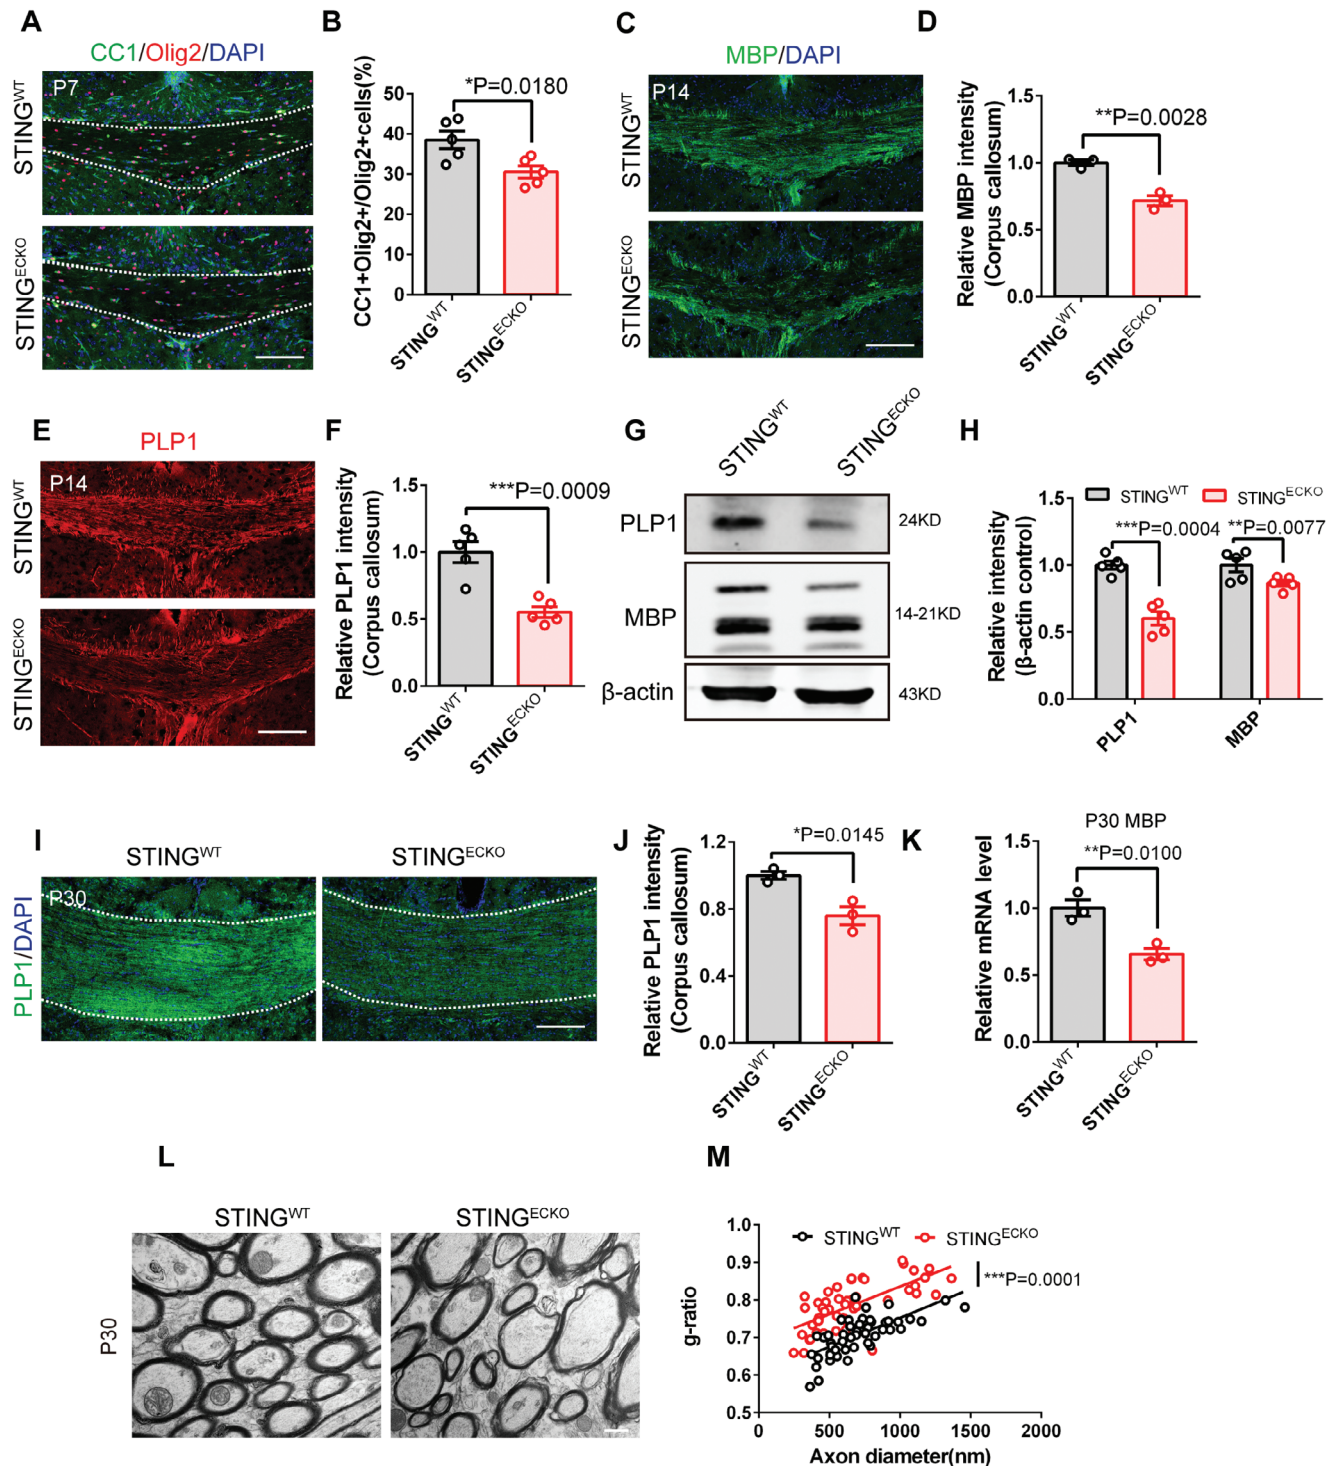 A
CC1/Olig2/DAPI
P7
STING^WT
STING^ECKO
B
CC1+Olig2+/Olig2+cells(%)
*P=0.0180
50
40
30
20
10
0
STING^WT
STING^ECKO
C
MBP/DAPI
P14
STING^WT
STING^ECKO
D
Relative MBP intensity
(Corpus callosum)
**P=0.0028
1.5
1.0
0.5
0.0
STING^WT
STING^ECKO
E
PLP1
P14
STING^WT
STING^ECKO
F
Relative PLP1 intensity
(Corpus callosum)
***P=0.0009
1.5
1.0
0.5
0.0
STING^WT
STING^ECKO
G
STING^WT
STING^ECKO
PLP1
24KD
MBP
14-21KD
β-actin
43KD
H
Relative intensity
(β-actin control)
STING^WT
STING^ECKO
***P=0.0004
**P=0.0077
1.5
1.0
0.5
0.0
PLP1
MBP
I
STING^WT
STING^ECKO
PLP1/DAPI
P30
J
Relative PLP1 intensity
(Corpus callosum)
*P=0.0145
1.2
0.8
0.4
0.0
STING^WT
STING^ECKO
K
P30 MBP
**P=0.0100
Relative mRNA level
1.5
1.0
0.5
0.0
STING^WT
STING^ECKO
L
STING^WT
STING^ECKO
P30
M
STING^WT
STING^ECKO
***P=0.0001
g-ratio
1.0
0.9
0.8
0.7
0.6
0.5
0
500
1000
1500
2000
Axon diameter(nm)